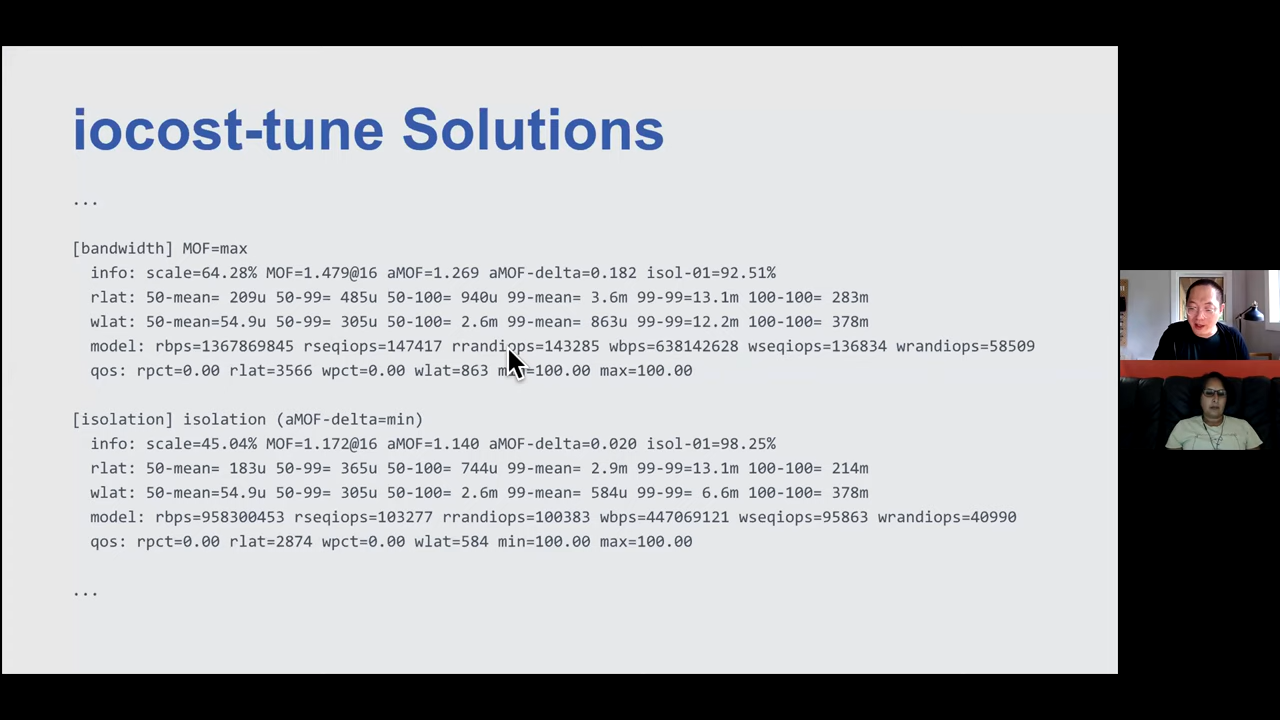 iocost-tune Solutions
...
[bandwidth] MOF=max
info: scale=64.28% MOF=1.479@16 aMOF=1.269 aMOF-delta=0.182 isol-01=92.51%
rlat: 50-mean= 209u 50-99= 485u 50-100= 940u 99-mean= 3.6m 99-99=13.1m 100-100= 283m
wlat: 50-mean=54.9u 50-99= 305u 50-100= 2.6m 99-mean= 863u 99-99=12.2m 100-100= 378m
model: rbps=1367869845 rseqiops=147417 rrandiops=143285 wbps=638142628 wseqiops=136834 wrandiops=58509
qos: rpct=0.00 rlat=3566 wpct=0.00 wlat=863 min=100.00 max=100.00
[isolation] isolation (aMOF-delta=min)
info: scale=45.04% MOF=1.172@16 aMOF=1.140 aMOF-delta=0.020 isol-01=98.25%
rlat: 50-mean= 183u 50-99= 365u 50-100= 744u 99-mean= 2.9m 99-99=13.1m 100-100= 214m
wlat: 50-mean=54.9u 50-99= 305u 50-100= 2.6m 99-mean= 584u 99-99= 6.6m 100-100= 378m
model: rbps=958300453 rseqiops=103277 rrandiops=100383 wbps=447069121 wseqiops=95863 wrandiops=40990
qos: rpct=0.00 rlat=2874 wpct=0.00 wlat=584 min=100.00 max=100.00
...